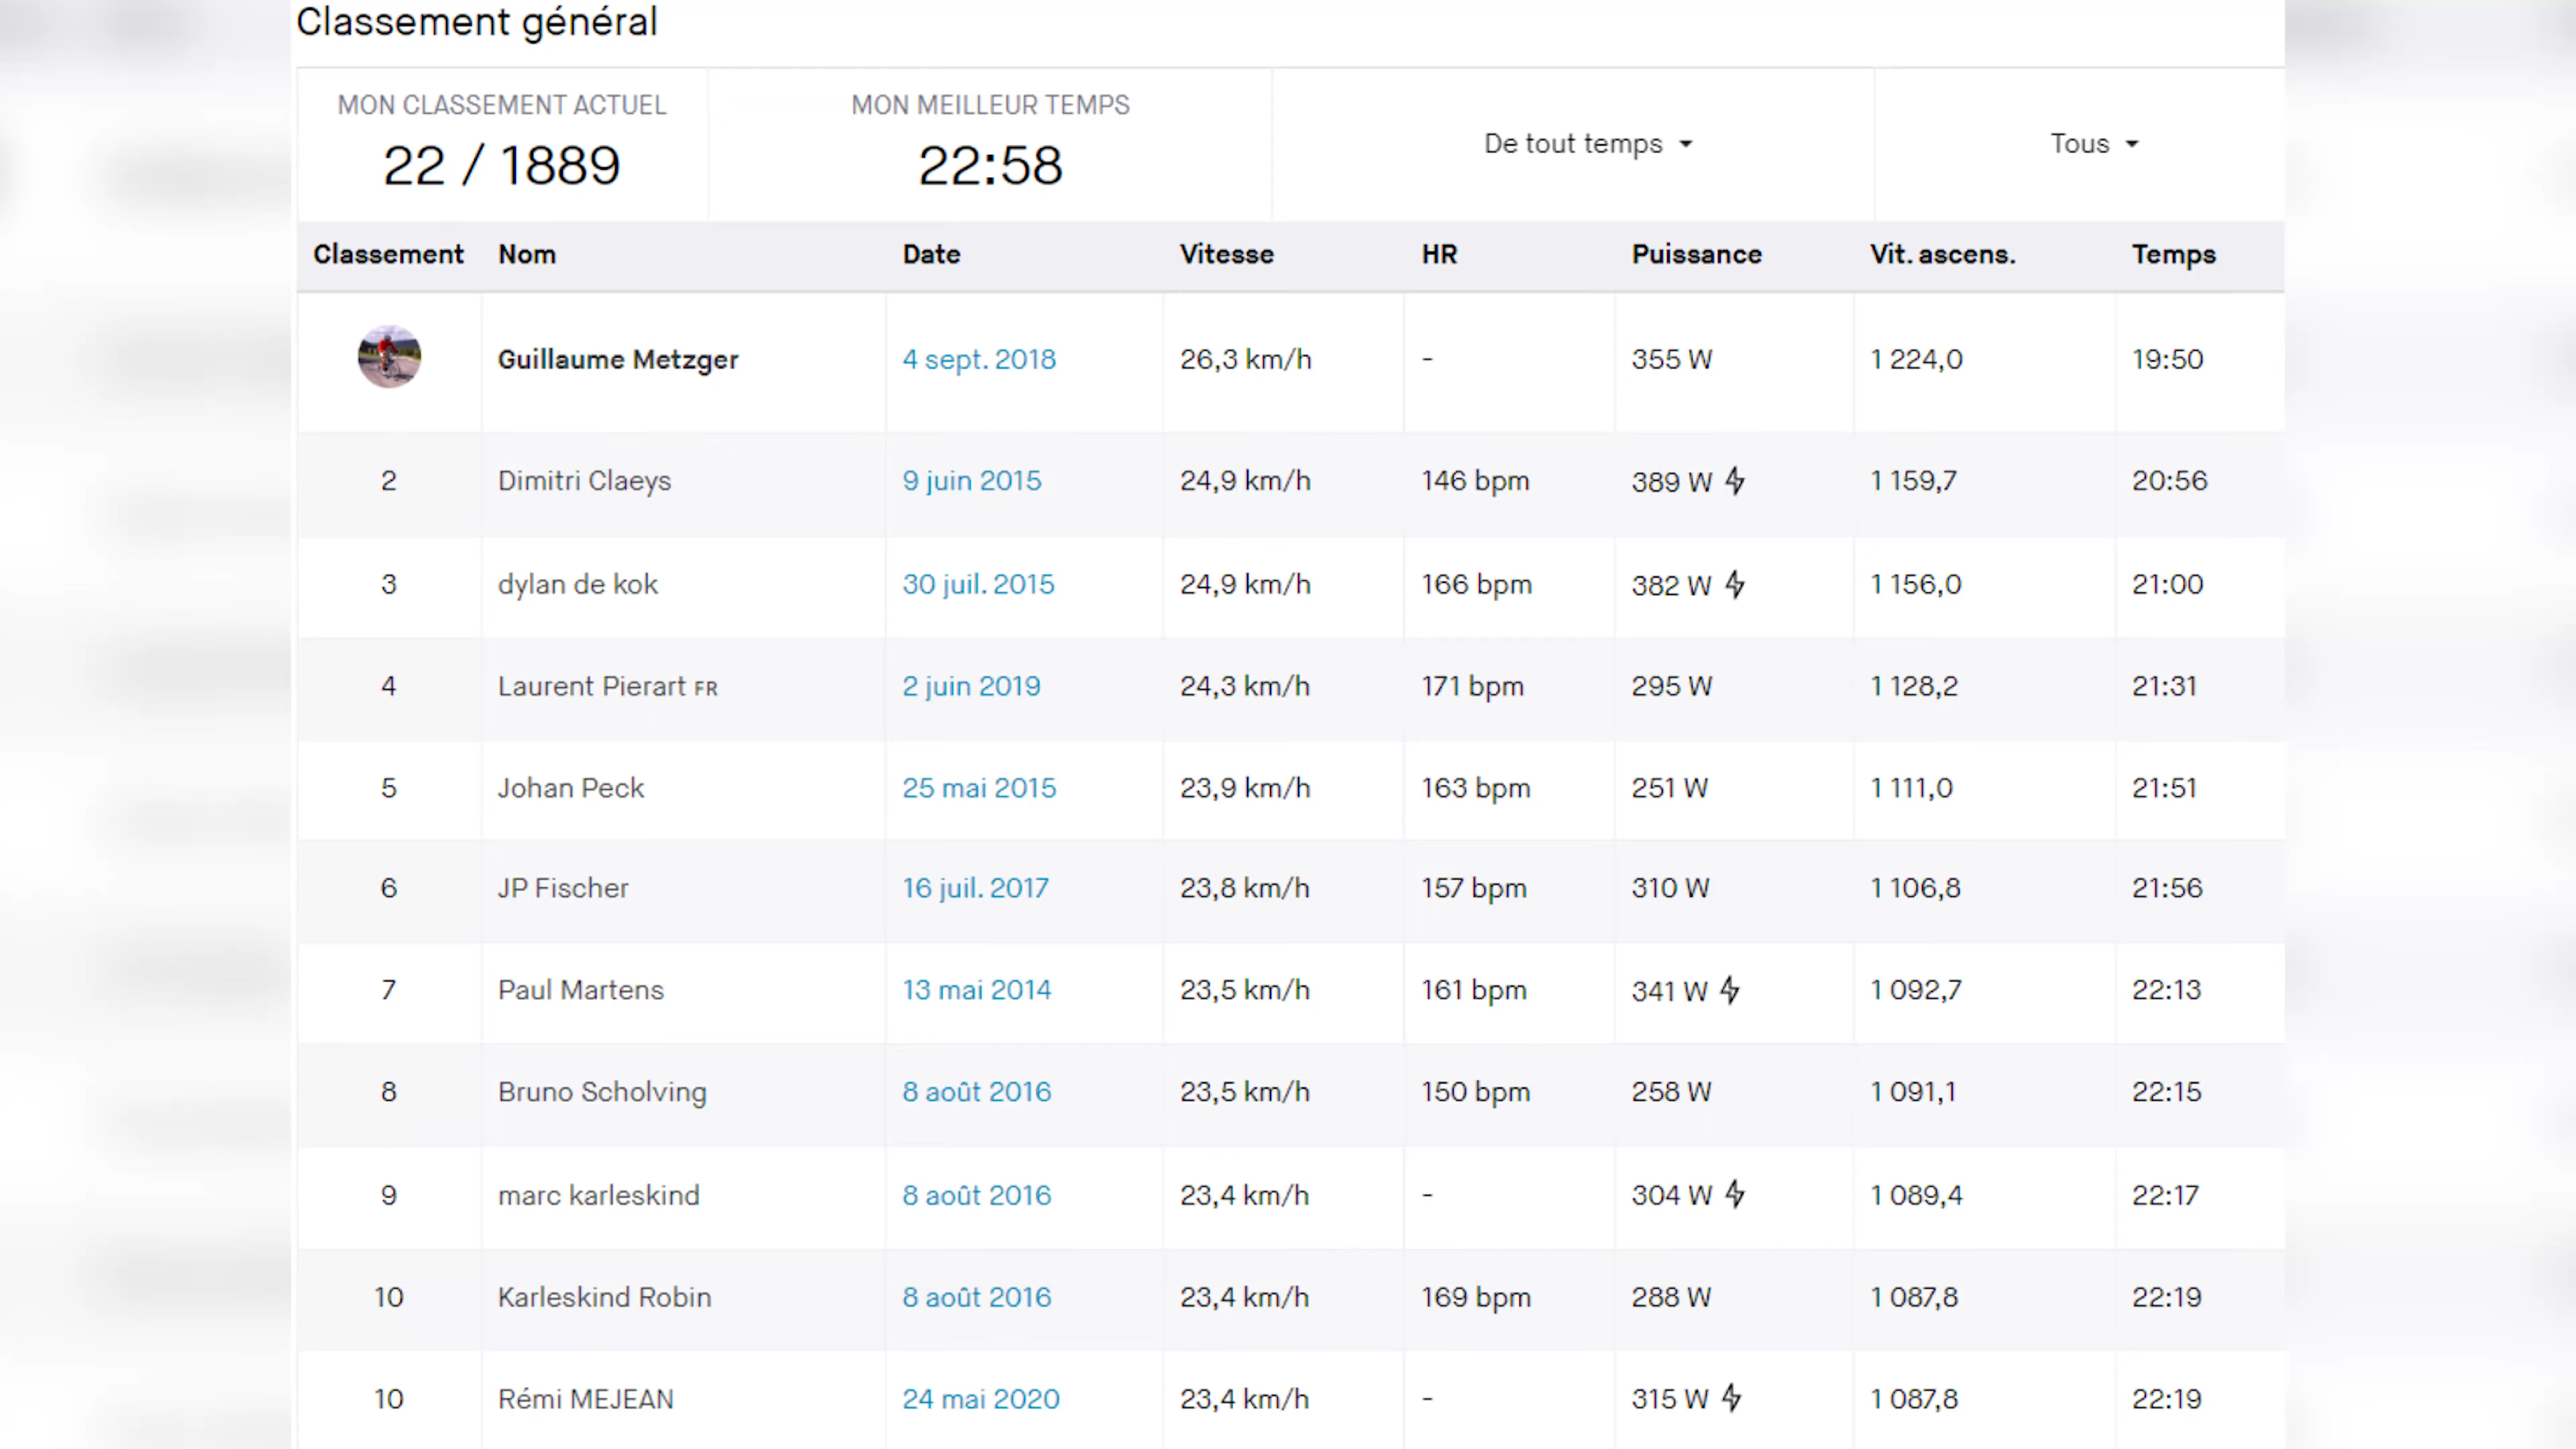 Classement général
MON CLASSEMENT ACTUEL MON MEILLEUR TEMPS
22 / 1889 22:58 De tout temps Tous
Classement Nom Date Vitesse HR Puissance Vit. ascens. Temps
Guillaume Metzger 4 sept. 2018 26,3 km/h - 355 W 1 224,0 19:50
2 Dimitri Claeys 9 juin 2015 24,9 km/h 146 bpm 389 W 1 159,7 20:56
3 dylan de kok 30 juil. 2015 24,9 km/h 166 bpm 382 W 1 156,0 21:00
4 Laurent Pierart FR 2 juin 2019 24,3 km/h 171 bpm 295 W 1 128,2 21:31
5 Johan Peck 25 mai 2015 23,9 km/h 163 bpm 251 W 1 111,0 21:51
6 JP Fischer 16 juil. 2017 23,8 km/h 157 bpm 310 W 1 106,8 21:56
7 Paul Martens 13 mai 2014 23,5 km/h 161 bpm 341 W 1 092,7 22:13
8 Bruno Scholving 8 août 2016 23,5 km/h 150 bpm 258 W 1 091,1 22:15
9 marc karleskind 8 août 2016 23,4 km/h - 304 W 1 089,4 22:17
10 Karleskind Robin 8 août 2016 23,4 km/h 169 bpm 288 W 1 087,8 22:19
10 Rémi MEJEAN 24 mai 2020 23,4 km/h - 315 W 1 087,8 22:19